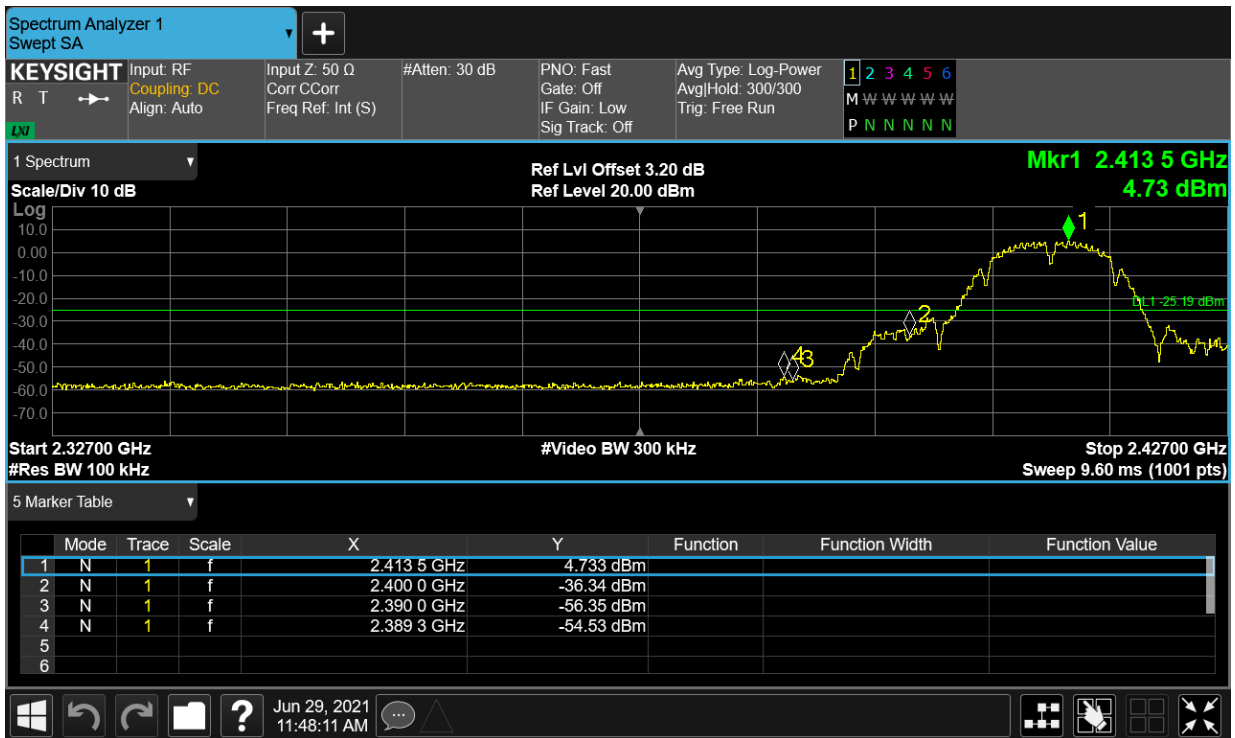 Spectrum Analyzer 1
Swept SA
KEYSIGHT Input: RF Input Z: 50 Ω #Atten: 30 dB PNO: Fast Avg Type: Log-Power 1 2 3 4 5 6
R T Coupling: DC Corr CCorr Gate: Off Avg|Hold: 300/300 M W W W W W W
Align: Auto Freq Ref: Int (S) IF Gain: Low Trig: Free Run
LXI Sig Track: Off P N N N N N N
1 Spectrum Ref Lvl Offset 3.20 dB Mkr1 2.413 5 GHz
Scale/Div 10 dB Ref Level 20.00 dBm 4.73 dBm
Log
10.0
0.00
-10.0
-20.0
-30.0
-40.0
-50.0
-60.0
-70.0
1
DL1 -25.19 dBm
2
43
Start 2.32700 GHz #Video BW 300 kHz Stop 2.42700 GHz
#Res BW 100 kHz Sweep 9.60 ms (1001 pts)
5 Marker Table
Mode Trace Scale X Y Function Function Width Function Value
1 N 1 f 2.413 5 GHz 4.733 dBm
2 N 1 f 2.400 0 GHz -36.34 dBm
3 N 1 f 2.390 0 GHz -56.35 dBm
4 N 1 f 2.389 3 GHz -54.53 dBm
5
6
? Jun 29, 2021
11:48:11 AM